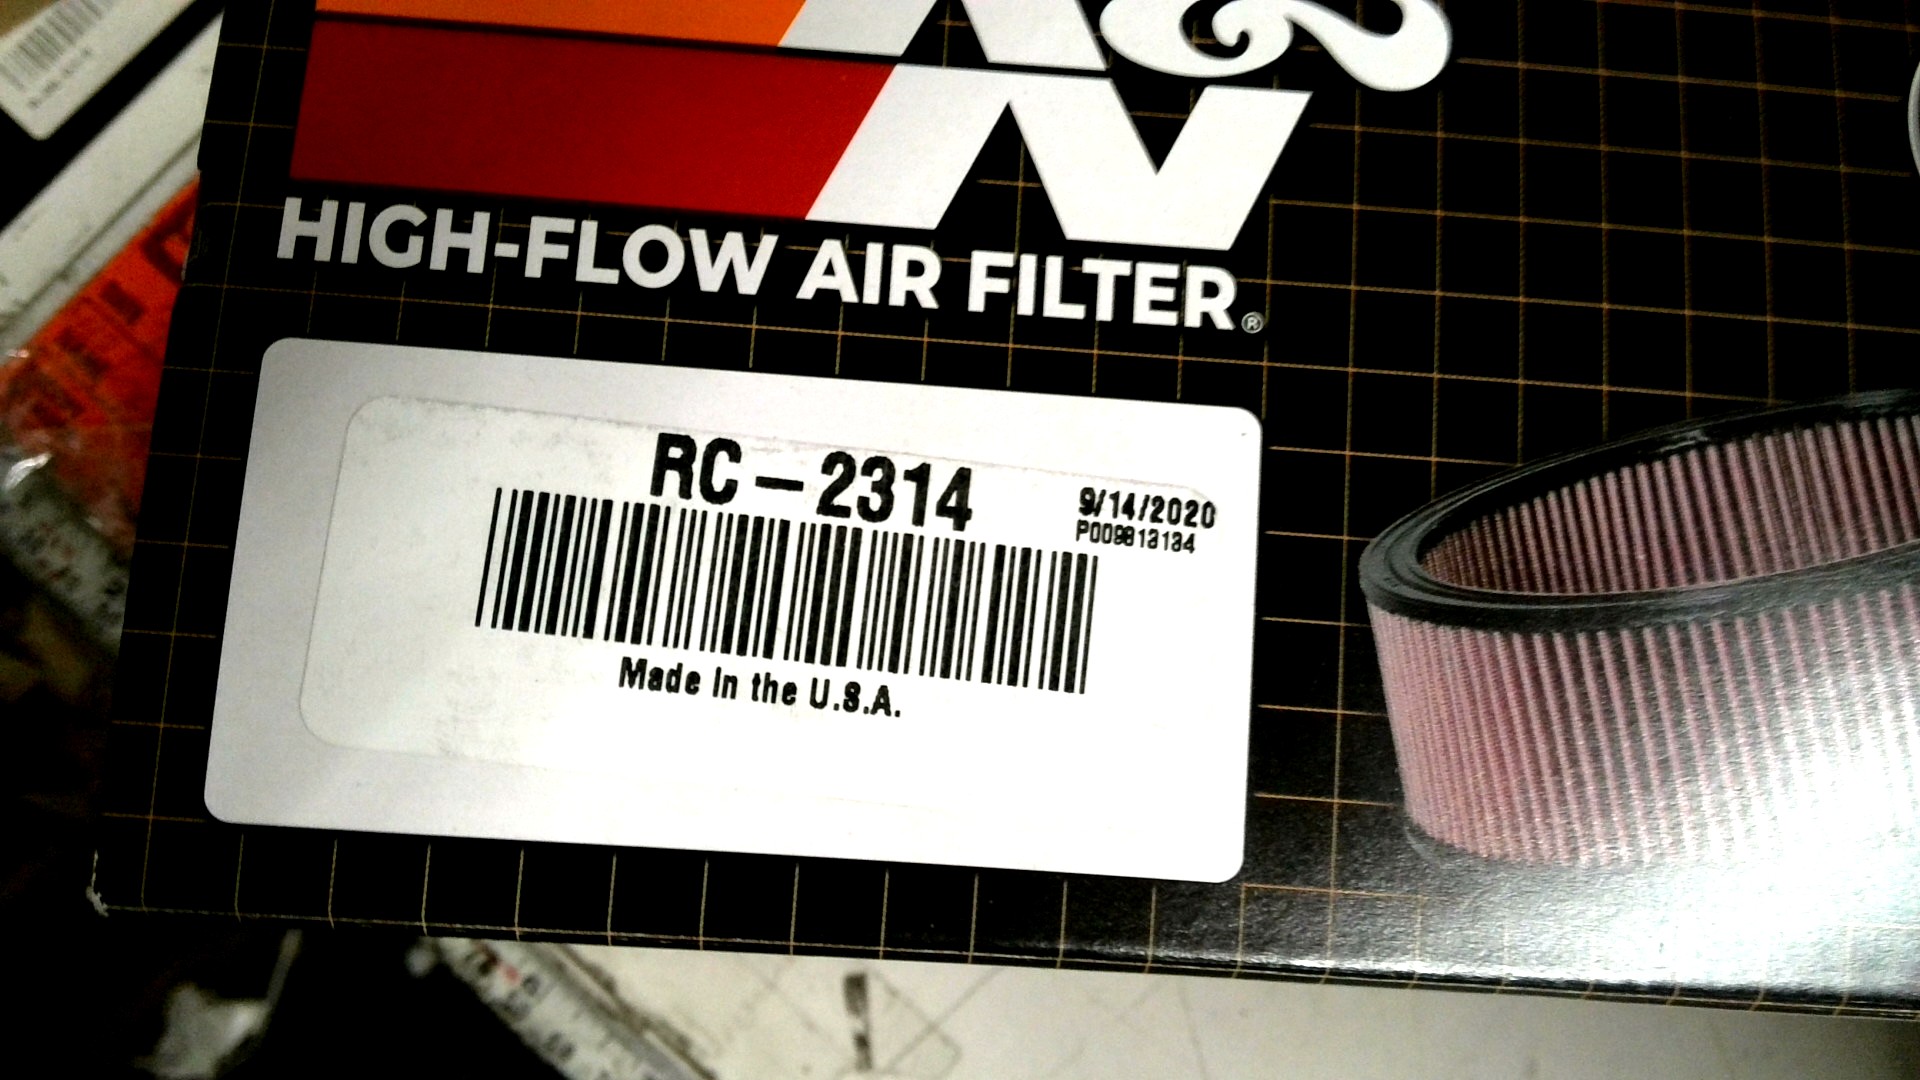 K&N
HIGH-FLOW AIR FILTER®
RC-2314
9/14/2020
P009813134
Made in the U.S.A.